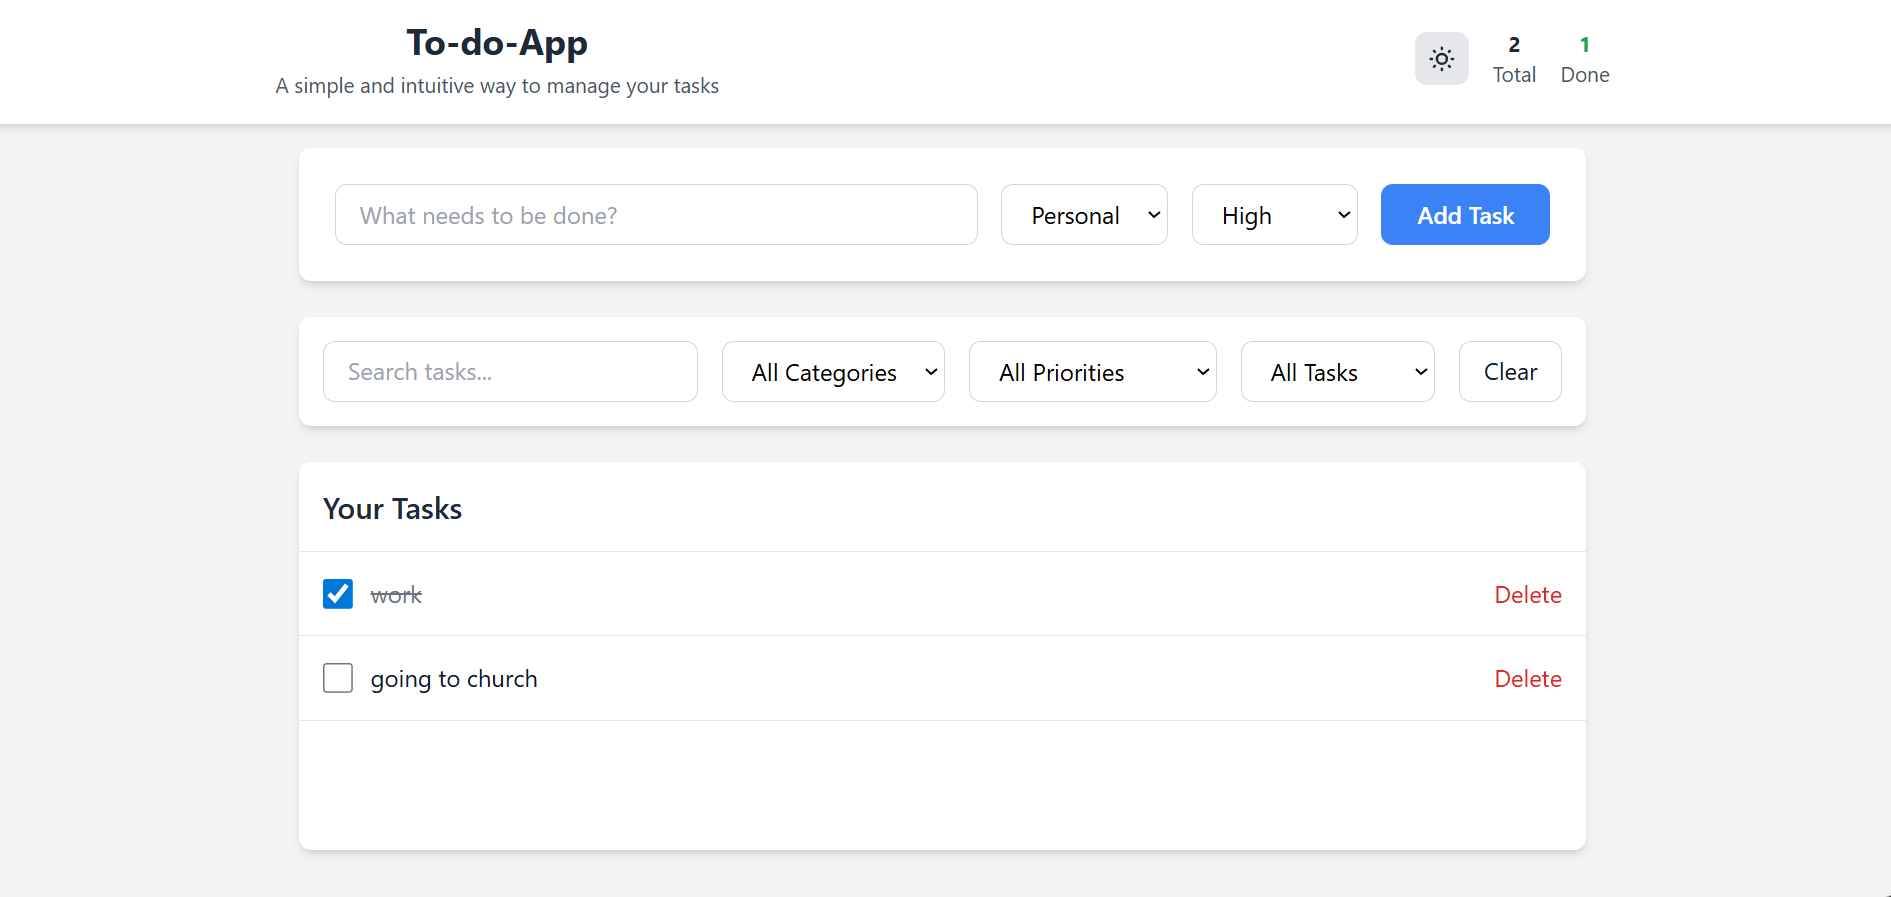 To-do-App
A simple and intuitive way to manage your tasks
2 1
Total Done
What needs to be done? Personal High Add Task
Search tasks... All Categories All Priorities All Tasks Clear
Your Tasks
work Delete
going to church Delete